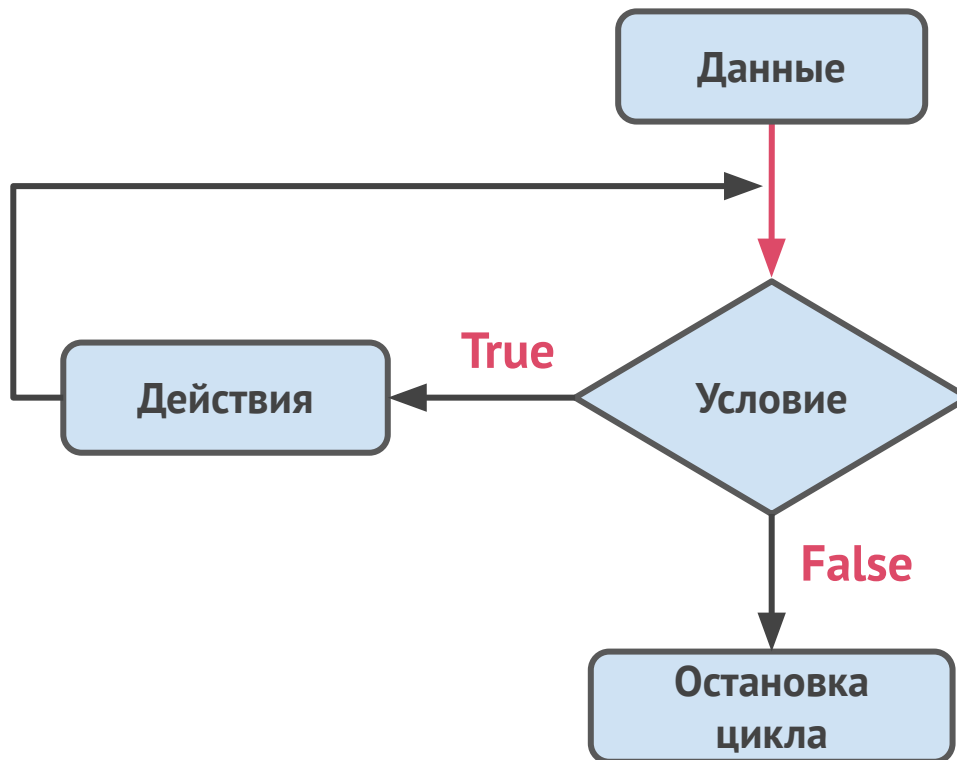 Данные
True
Действия
Условие
False
Остановка
цикла